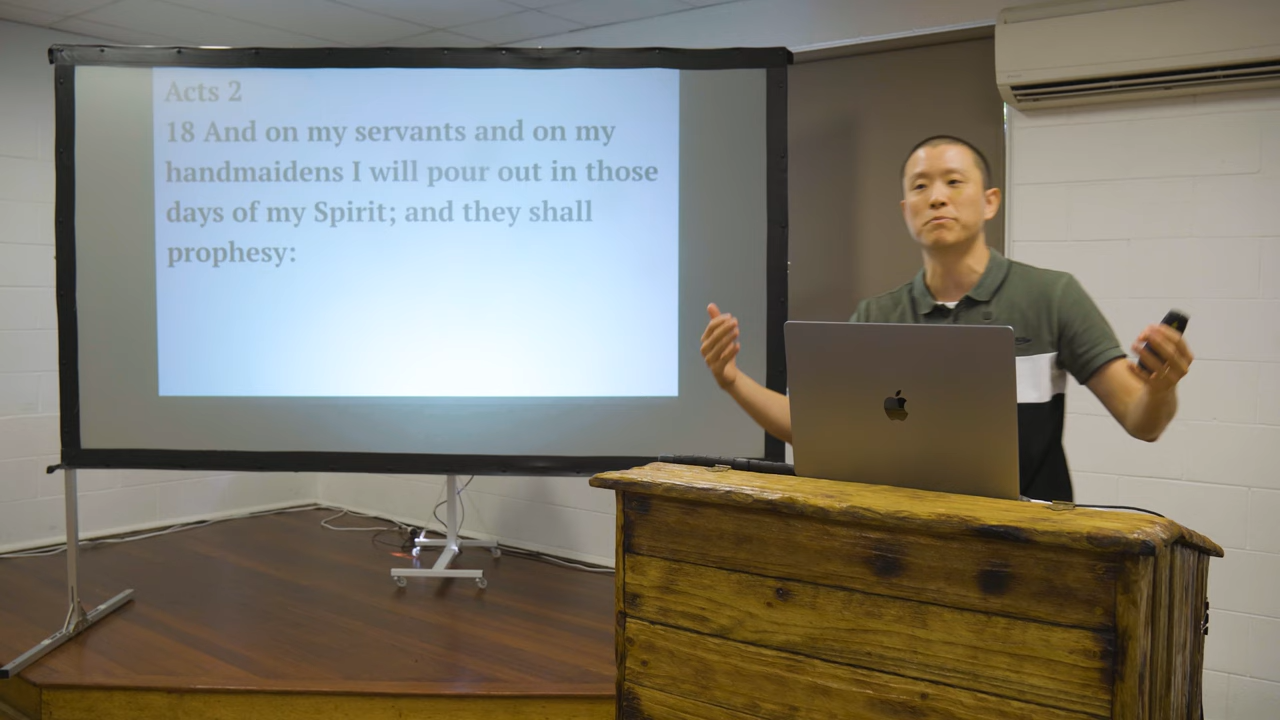 Acts 2
18 And on my servants and on my
handmaidens I will pour out in those
days of my Spirit; and they shall
prophesy: